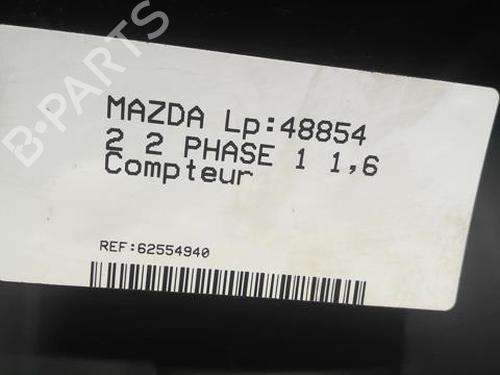 B-PARTS
MAZDA Lp:48854
2 2 PHASE 1 1,6
Compteur
REF:62554940